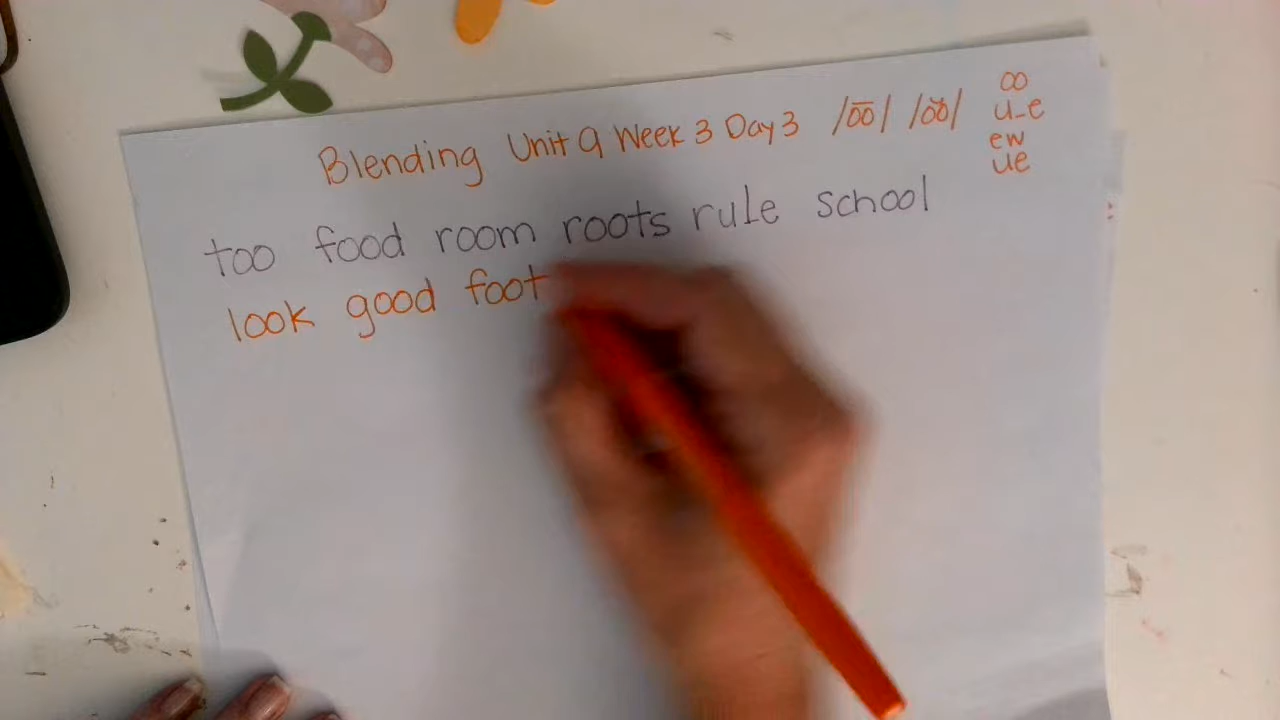 Blending Unit 9 Week 3 Day 3 /o͞o/ /o͝o/
oo
u_e
ew
ue
too food room roots rule school
look good foot